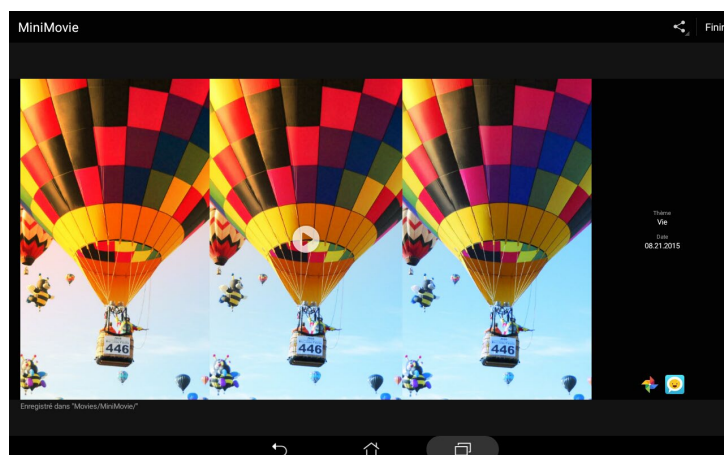 MiniMovie
Finir
446
446
446
Thème
Vie
Date
08.21.2015
Enregistré dans "Movies/MiniMovie/"